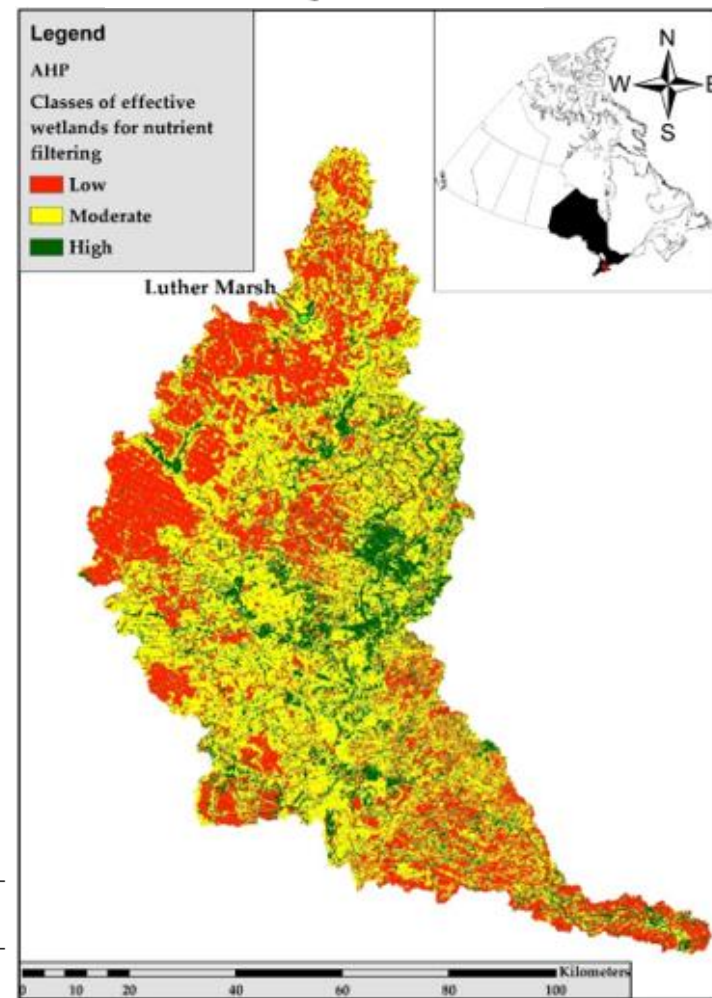 Legend
AHP
Classes of effective
wetlands for nutrient
filtering
Low
Moderate
High
N
W
E
S
Luther Marsh
Kilometers
0 10 20 40 60 80 100